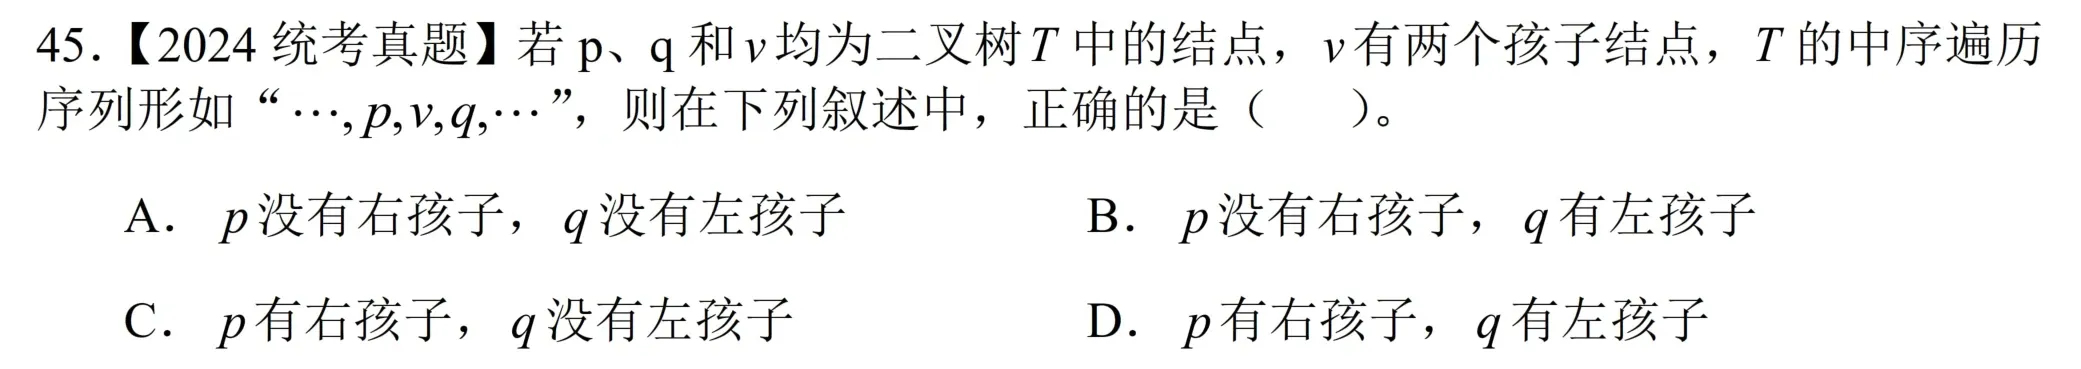 45.【2024 统考真题】若 p、q 和 v 均为二叉树 T 中的结点，v 有两个孩子结点，T 的中序遍历
序列形如“…, p, v, q, …”，则在下列叙述中，正确的是（　　）。
A． p 没有右孩子，q 没有左孩子　　B． p 没有右孩子，q 有左孩子
C． p 有右孩子，q 没有左孩子　　D． p 有右孩子，q 有左孩子